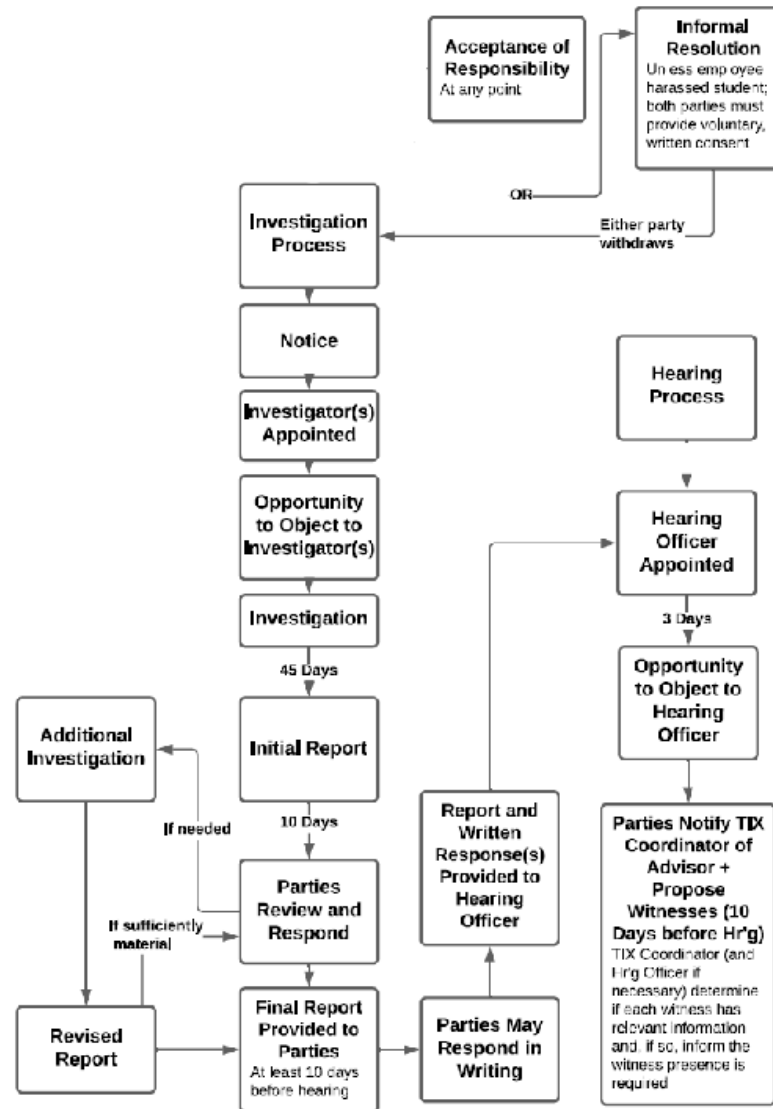 Acceptance of
Responsibility
At any point
Informal
Resolution
Un ess employee
harassed student;
both parties must
provide voluntary,
written consent
OR
Either party
withdraws
Investigation
Process
Notice
Investigator(s)
Appointed
Opportunity
to Object to
Investigator(s)
Investigation
45 Days
Initial Report
10 Days
Additional
Investigation
If needed
Parties
Review and
Respond
If sufficiently
material
Revised
Report
Final Report
Provided to
Parties
At least 10 days
before hearing
Parties May
Respond in
Writing
Report and
Written
Response(s)
Provided to
Hearing
Officer
Hearing
Process
Hearing
Officer
Appointed
3 Days
Opportunity
to Object to
Hearing
Officer
Parties Notify TIX
Coordinator of
Advisor +
Propose
Witnesses (10
Days before Hr'g)
TIX Coordinator (and
Hr'g Officer if
necessary) determine
if each witness has
relevant information
and, if so, inform the
witness presence is
required